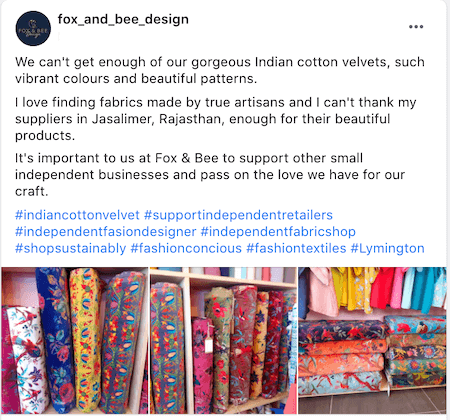 FOX & BEE
Design
fox_and_bee_design
We can't get enough of our gorgeous Indian cotton velvets, such
vibrant colours and beautiful patterns.
I love finding fabrics made by true artisans and I can't thank my
suppliers in Jasalimer, Rajasthan, enough for their beautiful
products.
It's important to us at Fox & Bee to support other small
independent businesses and pass on the love we have for our
craft.
#indiancottonvelvet #supportindependentretailers
#independentfasiondesigner #independentfabricshop
#shopsustainably #fashionconcious #fashiontextiles #Lymington